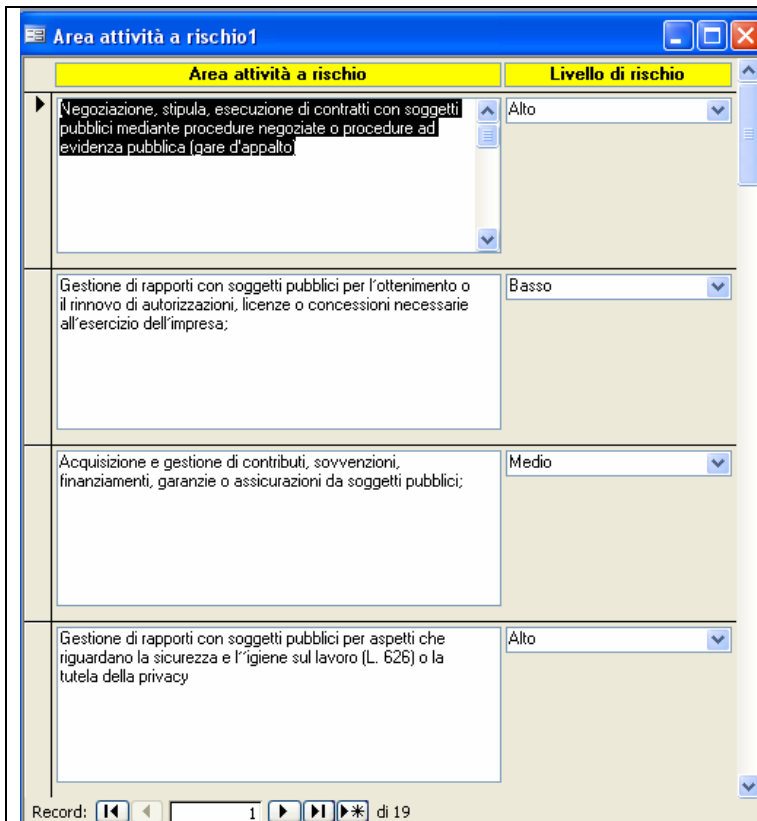 Area attività a rischio1
Area attività a rischio Livello di rischio
Negoziazione, stipula, esecuzione di contratti con soggetti Alto
pubblici mediante procedure negoziate o procedure ad
evidenza pubblica (gare d'appalto)
Gestione di rapporti con soggetti pubblici per l'ottenimento o Basso
il rinnovo di autorizzazioni, licenze o concessioni necessarie
all'esercizio dell'impresa;
Acquisizione e gestione di contributi, sovvenzioni, Medio
finanziamenti, garanzie o assicurazioni da soggetti pubblici;
Gestione di rapporti con soggetti pubblici per aspetti che Alto
riguardano la sicurezza e l''igiene sul lavoro (L. 626) o la
tutela della privacy
Record: 1 di 19